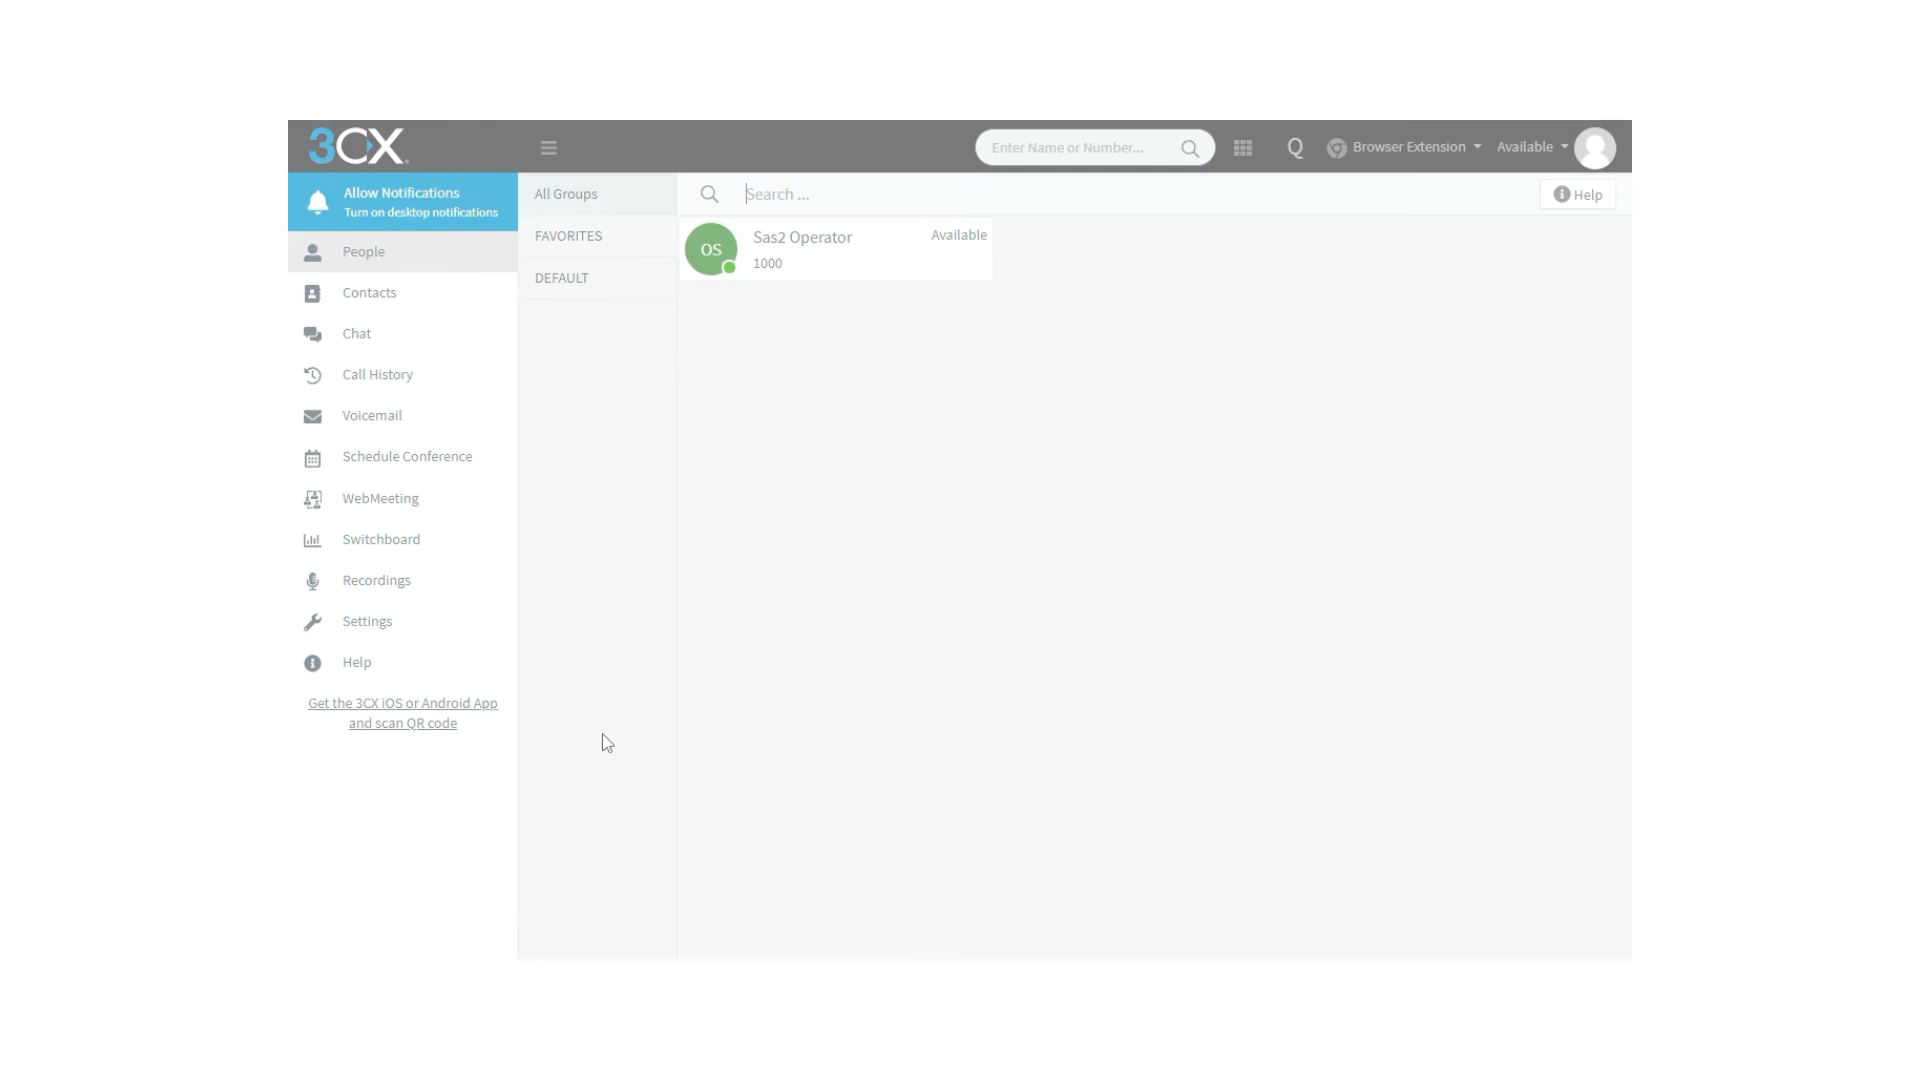 3CX
Enter Name or Number...
Q
Browser Extension
Available
Allow Notifications
Turn on desktop notifications
People
Contacts
Chat
Call History
Voicemail
Schedule Conference
WebMeeting
Switchboard
Recordings
Settings
Help
Get the 3CX iOS or Android App
and scan QR code
All Groups
FAVORITES
DEFAULT
Search ...
Help
OS
Sas2 Operator
Available
1000